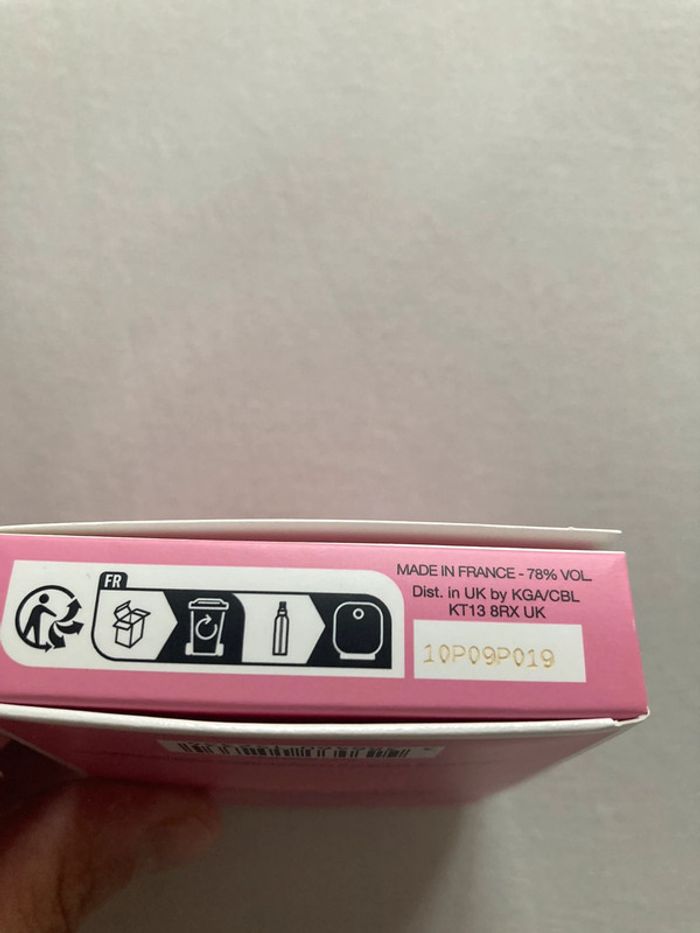 FR
MADE IN FRANCE - 78% VOL.
Dist. in UK by KGA/CBL
KT13 8RX UK
10P09P019